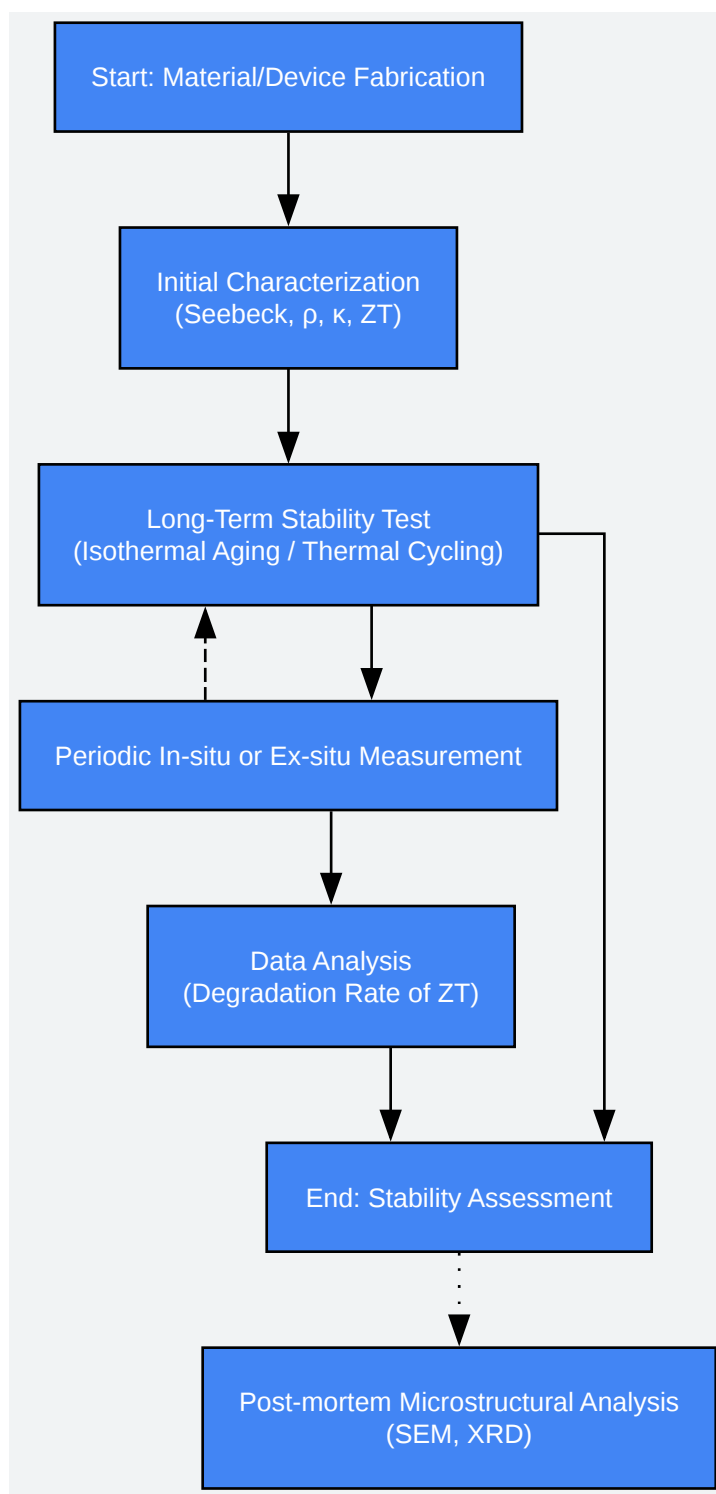 Start: Material/Device Fabrication
Initial Characterization
(Seebeck, ρ, κ, ZT)
Long-Term Stability Test
(Isothermal Aging / Thermal Cycling)
Periodic In-situ or Ex-situ Measurement
Data Analysis
(Degradation Rate of ZT)
End: Stability Assessment
Post-mortem Microstructural Analysis
(SEM, XRD)